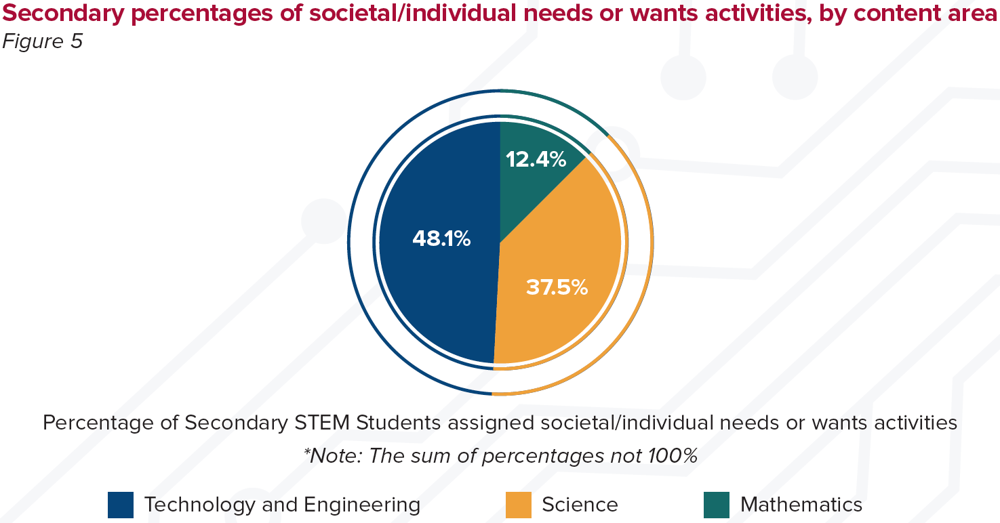 Secondary percentages of societal/individual needs or wants activities, by content area
Figure 5
12.4%
48.1%
37.5%
Percentage of Secondary STEM Students assigned societal/individual needs or wants activities
*Note: The sum of percentages not 100%
Technology and Engineering Science Mathematics